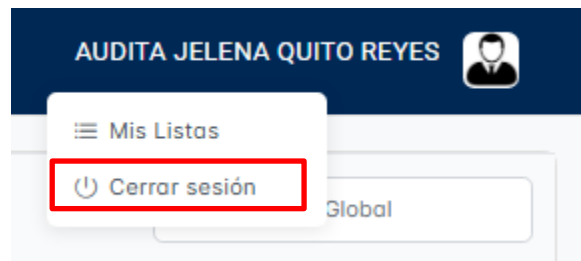 AUDITA JELENA QUITO REYES
Mis Listas
Cerrar sesión
Global